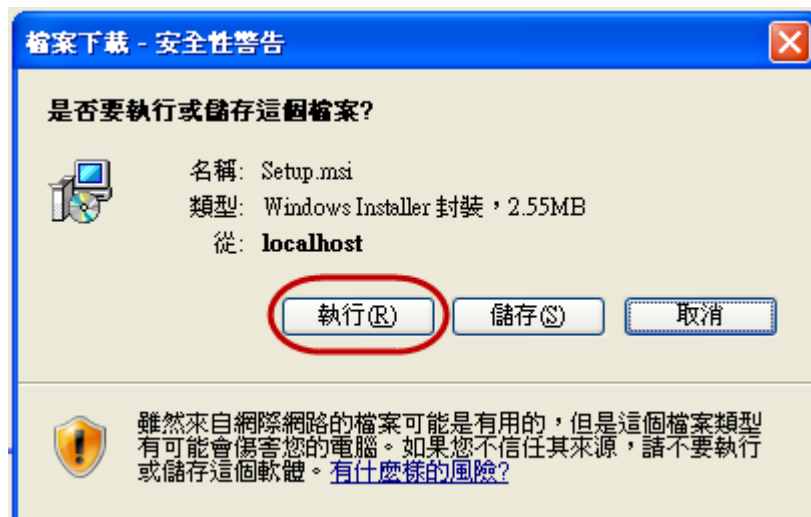 檔案下載 - 安全性警告
是否要執行或儲存這個檔案?
名稱: Setup.msi
類型: Windows Installer 封裝，2.55MB
從: localhost
執行(R) 儲存(S) 取消
雖然來自網際網路的檔案可能是有用的，但是這個檔案類型
有可能會傷害您的電腦。如果您不信任其來源，請不要執行
或儲存這個軟體。有什麼樣的風險?